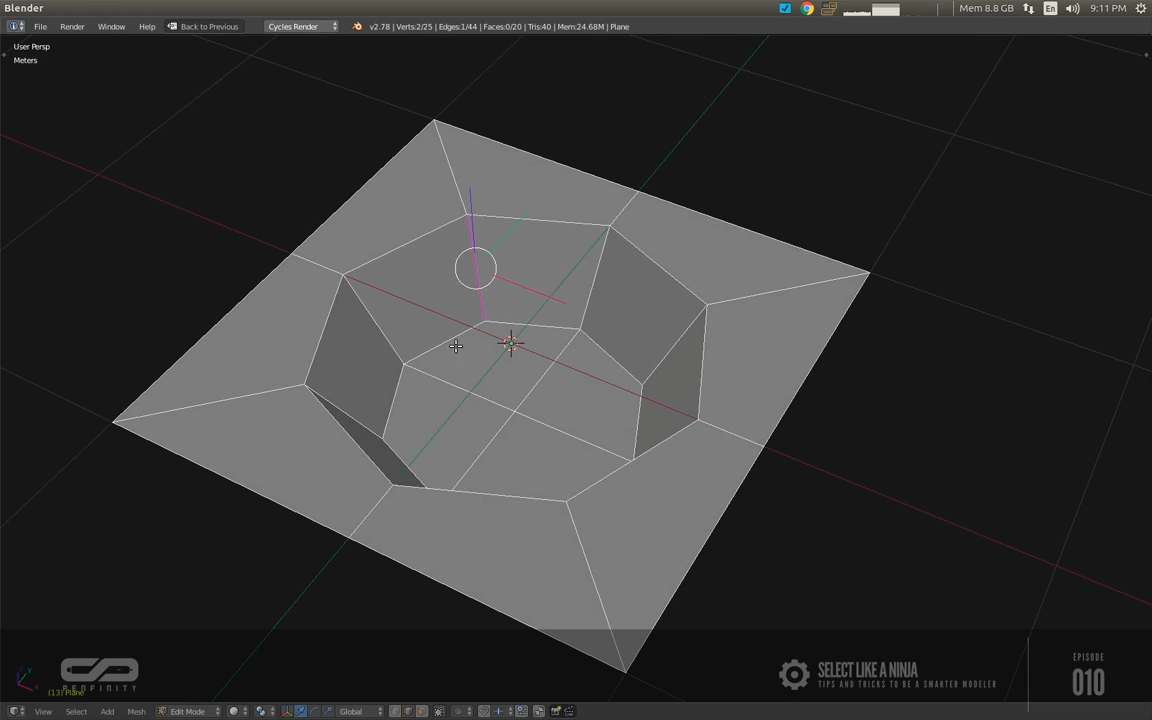 Blender
Mem 8.8 GB En 9:11 PM
File Render Window Help Back to Previous Cycles Render v2.78 | Verts:2/25 | Edges:1/44 | Faces:0/20 | Tris:40 | Mem:24.68M | Plane
User Persp
Meters
RENFINITY
(13) Plane
SELECT LIKE A NINJA
TIPS AND TRICKS TO BE A SMARTER MODELER
EPISODE
010
View Select Add Mesh Edit Mode Global